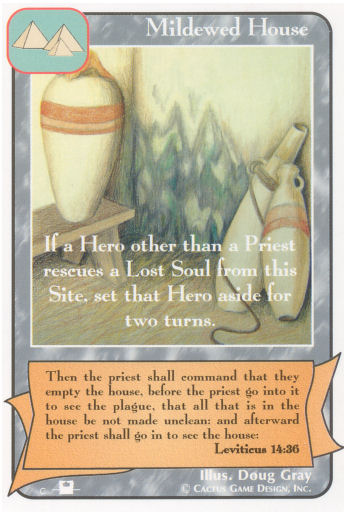 Mildewed House
If a Hero other than a Priest
rescues a Lost Soul from this
Site, set that Hero aside for
two turns.
Then the priest shall command that they
empty the house, before the priest go into it
to see the plague, that all that is in the
house be not made unclean: and afterward
the priest shall go in to see the house:
Leviticus 14:36
Illus. Doug Gray
C
© Cactus Game Design, Inc.